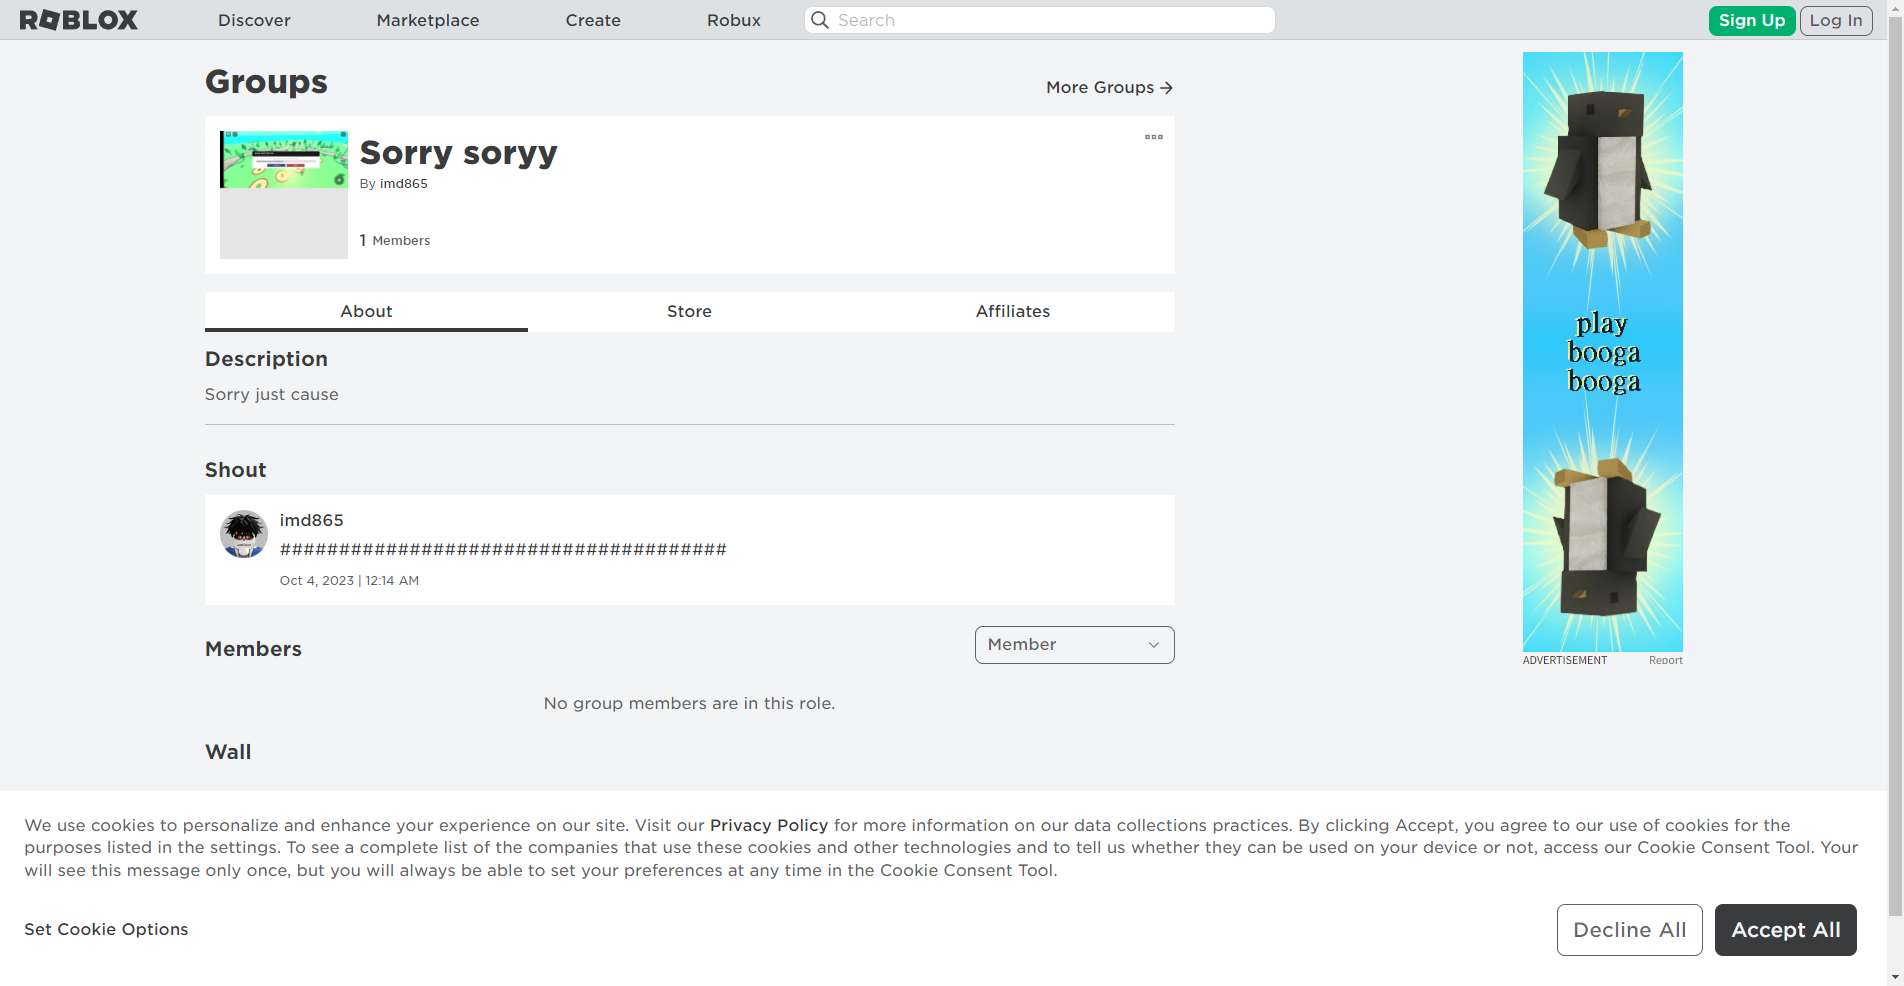 ROBLOX
Discover
Marketplace
Create
Robux
Search
Sign Up
Log In
Groups
More Groups
Sorry soryy
By imd865
1 Members
About
Store
Affiliates
Description
Sorry just cause
Shout
imd865
######################################
Oct 4, 2023 | 12:14 AM
Members
Member
No group members are in this role.
Wall
play
booga
booga
ADVERTISEMENT
Report
We use cookies to personalize and enhance your experience on our site. Visit our Privacy Policy for more information on our data collections practices. By clicking Accept, you agree to our use of cookies for the
purposes listed in the settings. To see a complete list of the companies that use these cookies and other technologies and to tell us whether they can be used on your device or not, access our Cookie Consent Tool. Your
will see this message only once, but you will always be able to set your preferences at any time in the Cookie Consent Tool.
Set Cookie Options
Decline All
Accept All